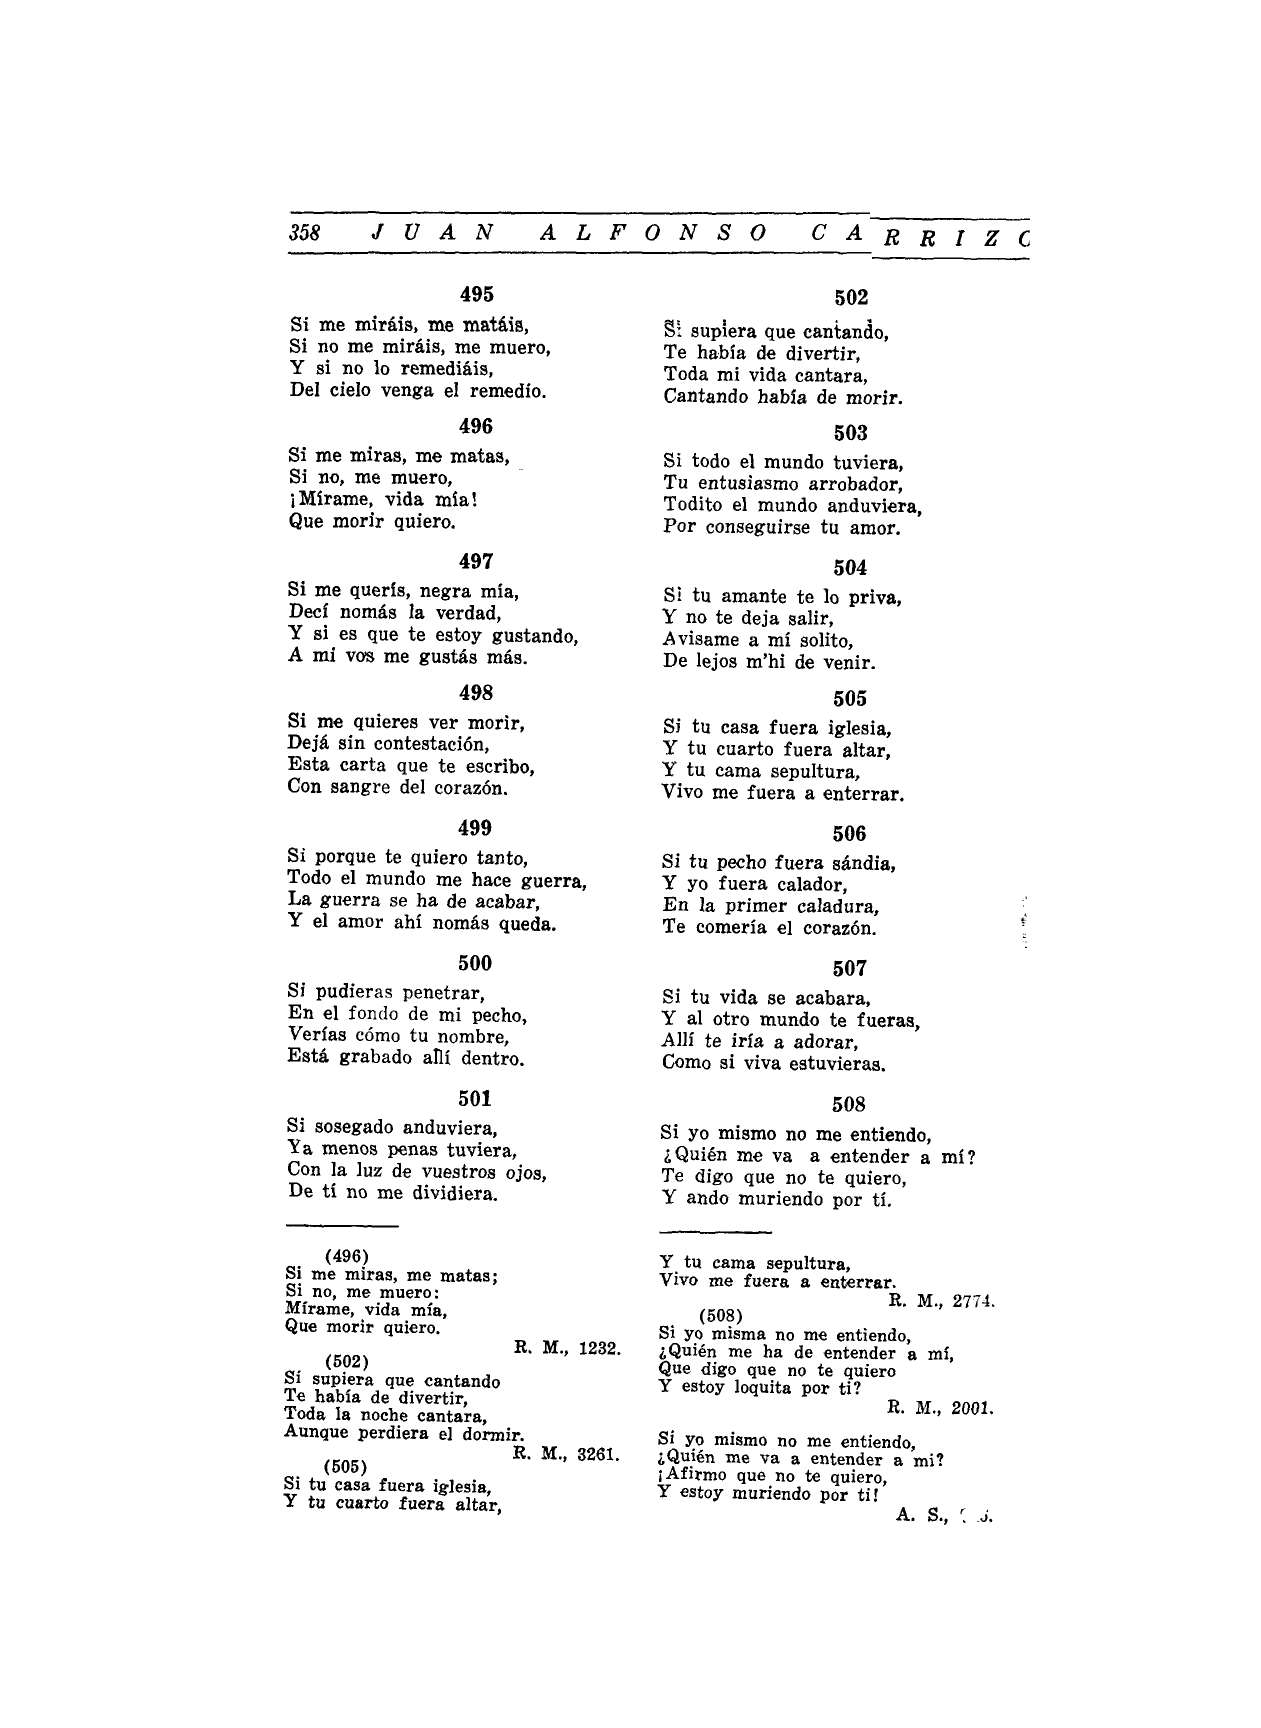 358 JUAN ALFONSO CARRIZO
495
Si me miráis, me matáis,
Si no me miráis, me muero,
Y si no lo remediáis,
Del cielo venga el remedio.
496
Si me miras, me matas,
Si no, me muero,
¡Mírame, vida mía!
Que morir quiero.
497
Si me querís, negra mía,
Decí nomás la verdad,
Y si es que te estoy gustando,
A mi vos me gustás más.
498
Si me quieres ver morir,
Dejá sin contestación,
Esta carta que te escribo,
Con sangre del corazón.
499
Si porque te quiero tanto,
Todo el mundo me hace guerra,
La guerra se ha de acabar,
Y el amor ahí nomás queda.
500
Si pudieras penetrar,
En el fondo de mi pecho,
Verías cómo tu nombre,
Está grabado allí dentro.
501
Si sosegado anduviera,
Ya menos penas tuviera,
Con la luz de vuestros ojos,
De tí no me dividiera.
(496)
Si me miras, me matas;
Si no, me muero:
Mírame, vida mía,
Que morir quiero.
R. M., 1232.
(502)
Si supiera que cantando
Te había de divertir,
Toda la noche cantara,
Aunque perdiera el dormir.
R. M., 3261.
(505)
Si tu casa fuera iglesia,
Y tu cuarto fuera altar,
502
Si supiera que cantando,
Te había de divertir,
Toda mi vida cantara,
Cantando había de morir.
503
Si todo el mundo tuviera,
Tu entusiasmo arrobador,
Todito el mundo anduviera,
Por conseguirse tu amor.
504
Si tu amante te lo priva,
Y no te deja salir,
Avisame a mí solito,
De lejos m'hi de venir.
505
Si tu casa fuera iglesia,
Y tu cuarto fuera altar,
Y tu cama sepultura,
Vivo me fuera a enterrar.
506
Si tu pecho fuera sándia,
Y yo fuera calador,
En la primer caladura,
Te comería el corazón.
507
Si tu vida se acabara,
Y al otro mundo te fueras,
Allí te iría a adorar,
Como si viva estuvieras.
508
Si yo mismo no me entiendo,
¿Quién me va a entender a mí?
Te digo que no te quiero,
Y ando muriendo por tí.
Y tu cama sepultura,
Vivo me fuera a enterrar.
R. M., 2774.
(508)
Si yo misma no me entiendo,
¿Quién me ha de entender a mí,
Que digo que no te quiero
Y estoy loquita por ti?
R. M., 2001.
Si yo mismo no me entiendo,
¿Quién me va a entender a mi?
¡Afirmo que no te quiero,
Y estoy muriendo por ti!
A. S.,